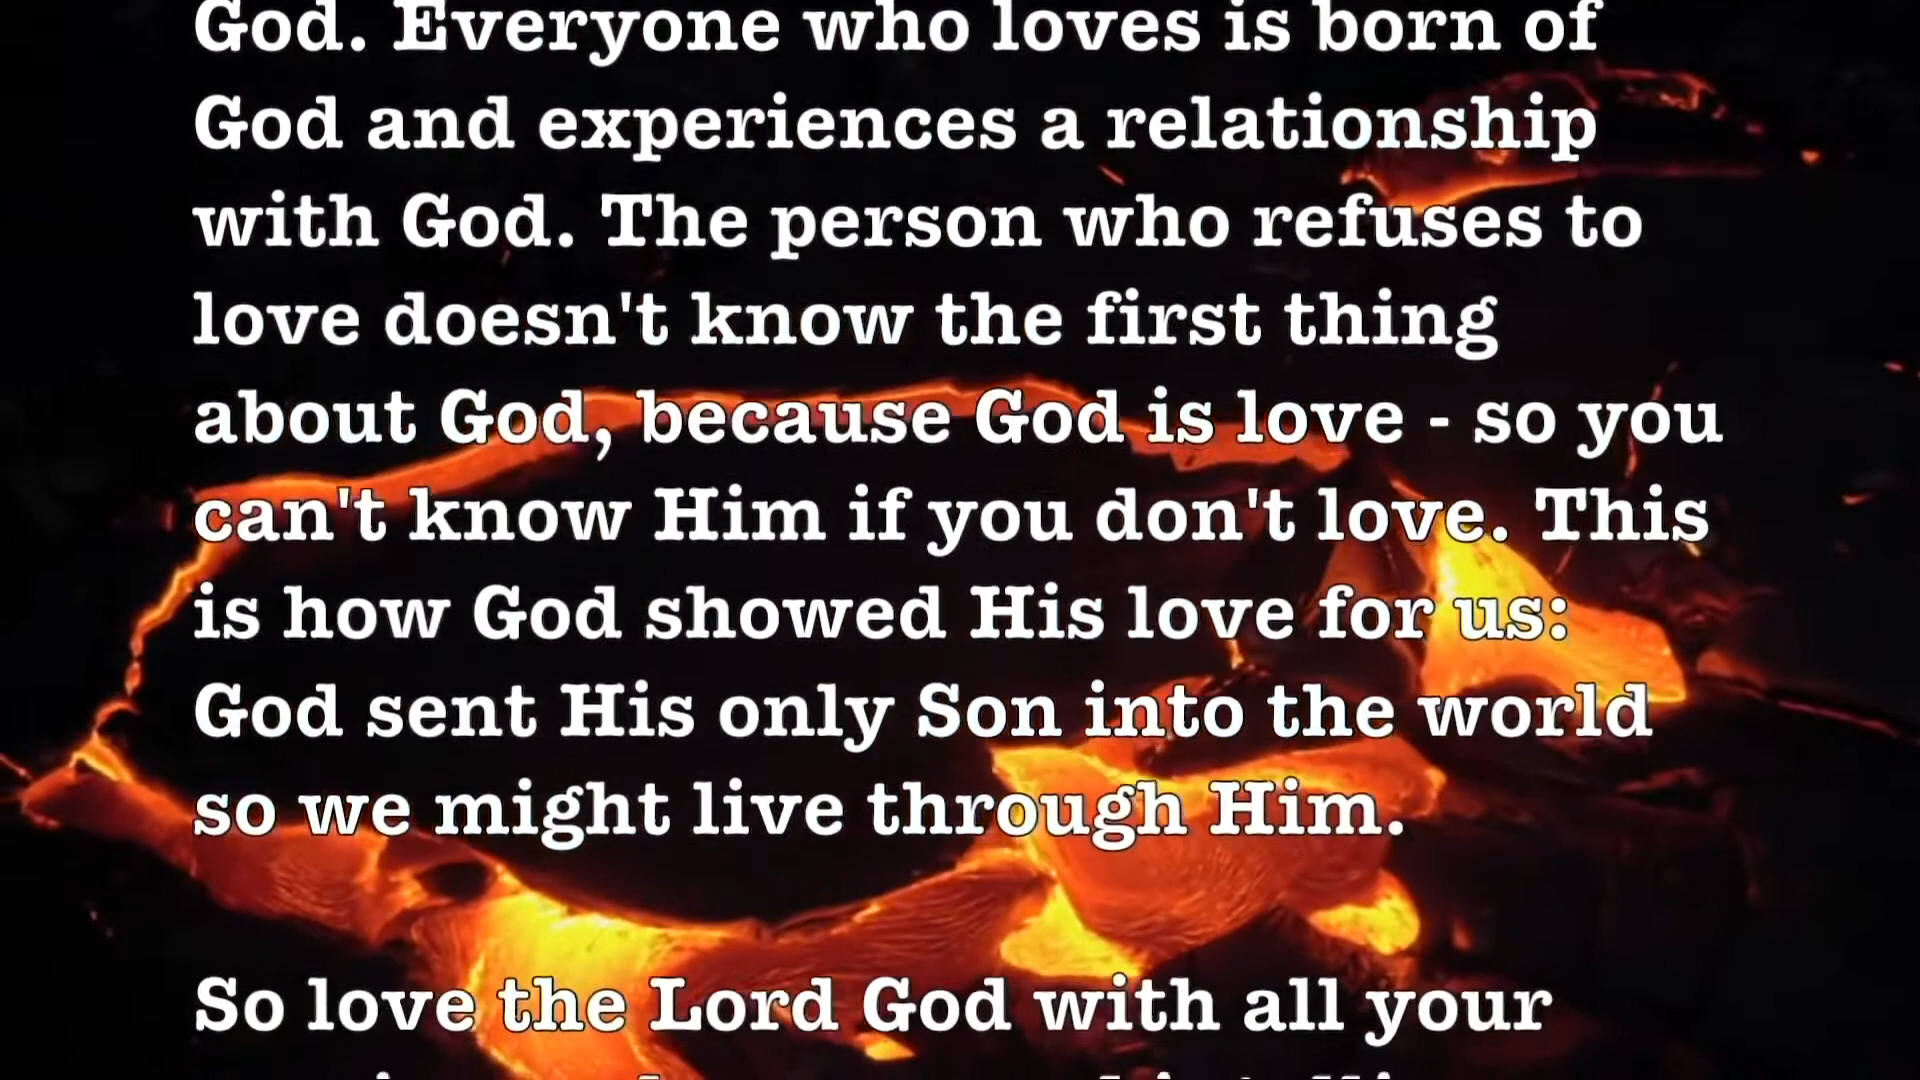 God. Everyone who loves is born of
God and experiences a relationship
with God. The person who refuses to
love doesn't know the first thing
about God, because God is love - so you
can't know Him if you don't love. This
is how God showed His love for us:
God sent His only Son into the world
so we might live through Him.
So love the Lord God with all your